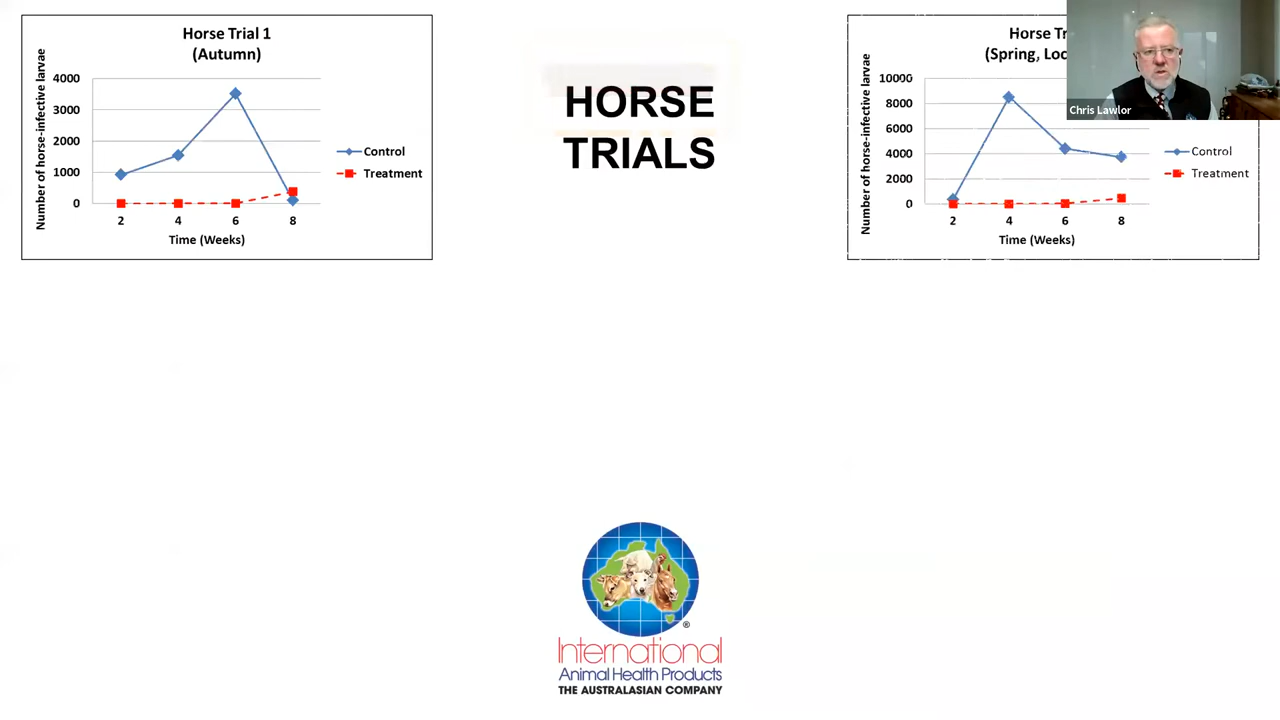 Horse Trial 1
(Autumn)
Number of horse-infective larvae
4000
3000
2000
1000
0
2 4 6 8
Time (Weeks)
Control
Treatment
HORSE
TRIALS
Horse
(Spring,
Number of horse-infective larvae
10000
8000
6000
4000
2000
0
2 4 6 8
Time (Weeks)
Control
Treatment
Chris Lawlor
International
Animal Health Products
THE AUSTRALASIAN COMPANY
®